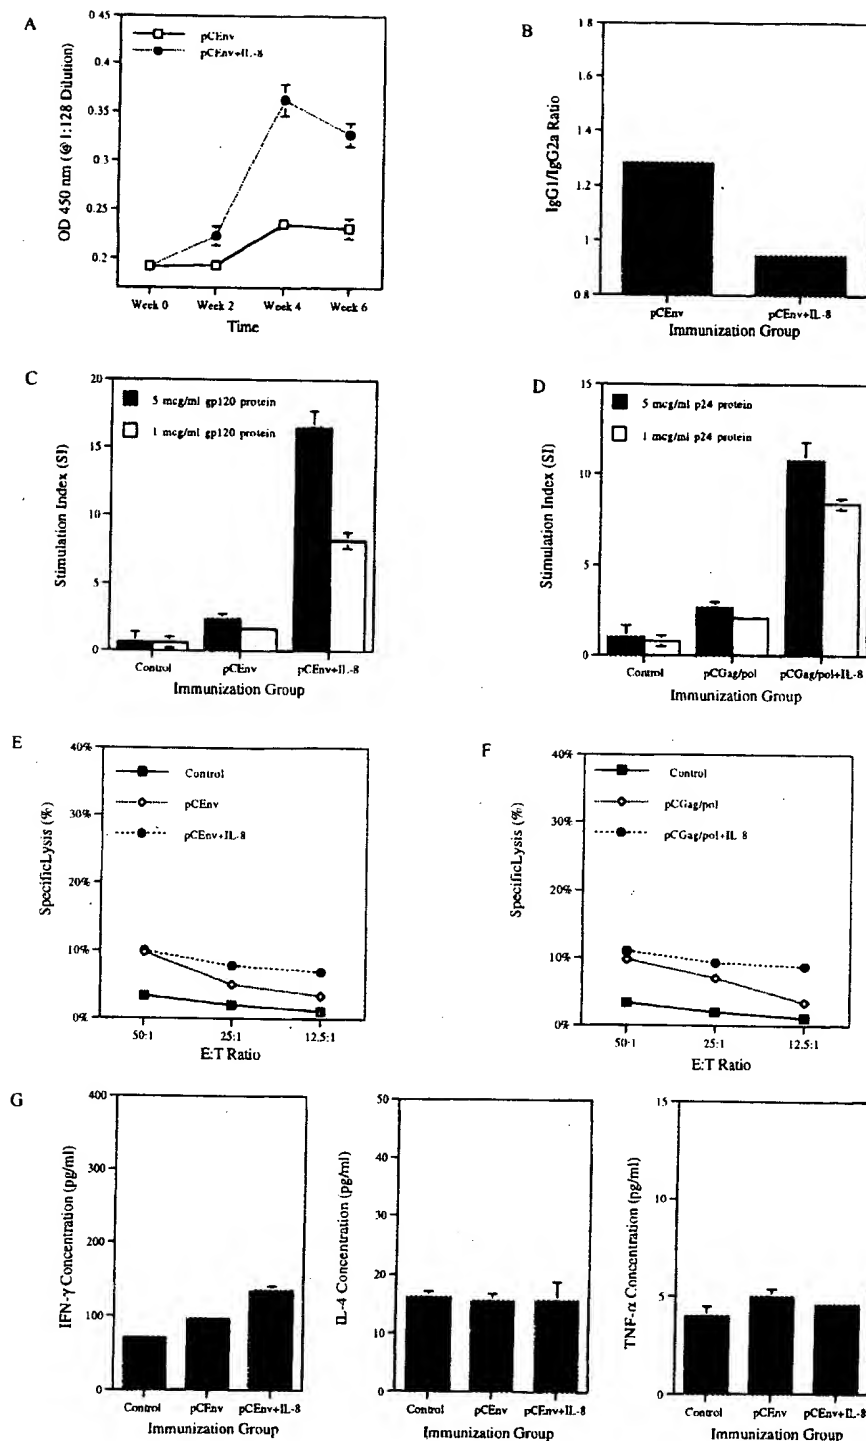 A
0.45
0.4
0.35
0.3
0.25
0.2
OD 450 nm (@ 1:128 Dilution)
pCEnv
pCEnv+IL-8
Week 0
Week 2
Week 4
Week 6
Time
B
1.8
1.6
1.4
1.2
1
0.8
IgG1/IgG2a Ratio
pCEnv
pCEnv+IL-8
Immunization Group
C
20
15
10
5
0
Stimulation Index (SI)
5 mcg/ml gp120 protein
1 mcg/ml gp120 protein
Control
pCEnv
pCEnv+IL-8
Immunization Group
D
15
10
5
0
Stimulation Index (SI)
5 mcg/ml p24 protein
1 mcg/ml p24 protein
Control
pCGag/pol
pCGag/pol+IL-8
Immunization Group
E
40%
30%
20%
10%
0%
SpecificLysis (%)
Control
pCEnv
pCEnv+IL-8
50:1
25:1
12.5:1
E:T Ratio
F
40%
30%
20%
10%
0%
SpecificLysis (%)
Control
pCGag/pol
pCGag/pol+IL 8
50:1
25:1
12.5:1
E:T Ratio
G
400
300
200
100
0
IFN-γ Concentration (pg/ml)
Control
pCEnv
pCEnv+IL-8
Immunization Group
50
40
30
20
10
0
IL-4 Concentration (pg/ml)
Control
pCEnv
pCEnv+IL-8
Immunization Group
15
10
5
0
TNF-α Concentration (pg/ml)
Control
pCEnv
pCEnv+IL-8
Immunization Group